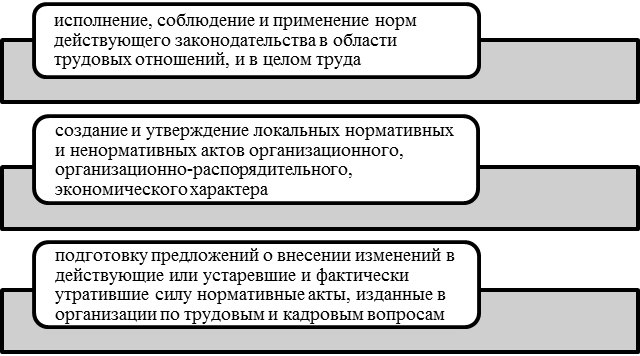 исполнение, соблюдение и применение норм
действующего законодательства в области
трудовых отношений, и в целом труда
создание и утверждение локальных нормативных
и ненормативных актов организационного,
организационно-распорядительного,
экономического характера
подготовку предложений о внесении изменений в
действующие или устаревшие и фактически
утратившие силу нормативные акты, изданные в
организации по трудовым и кадровым вопросам